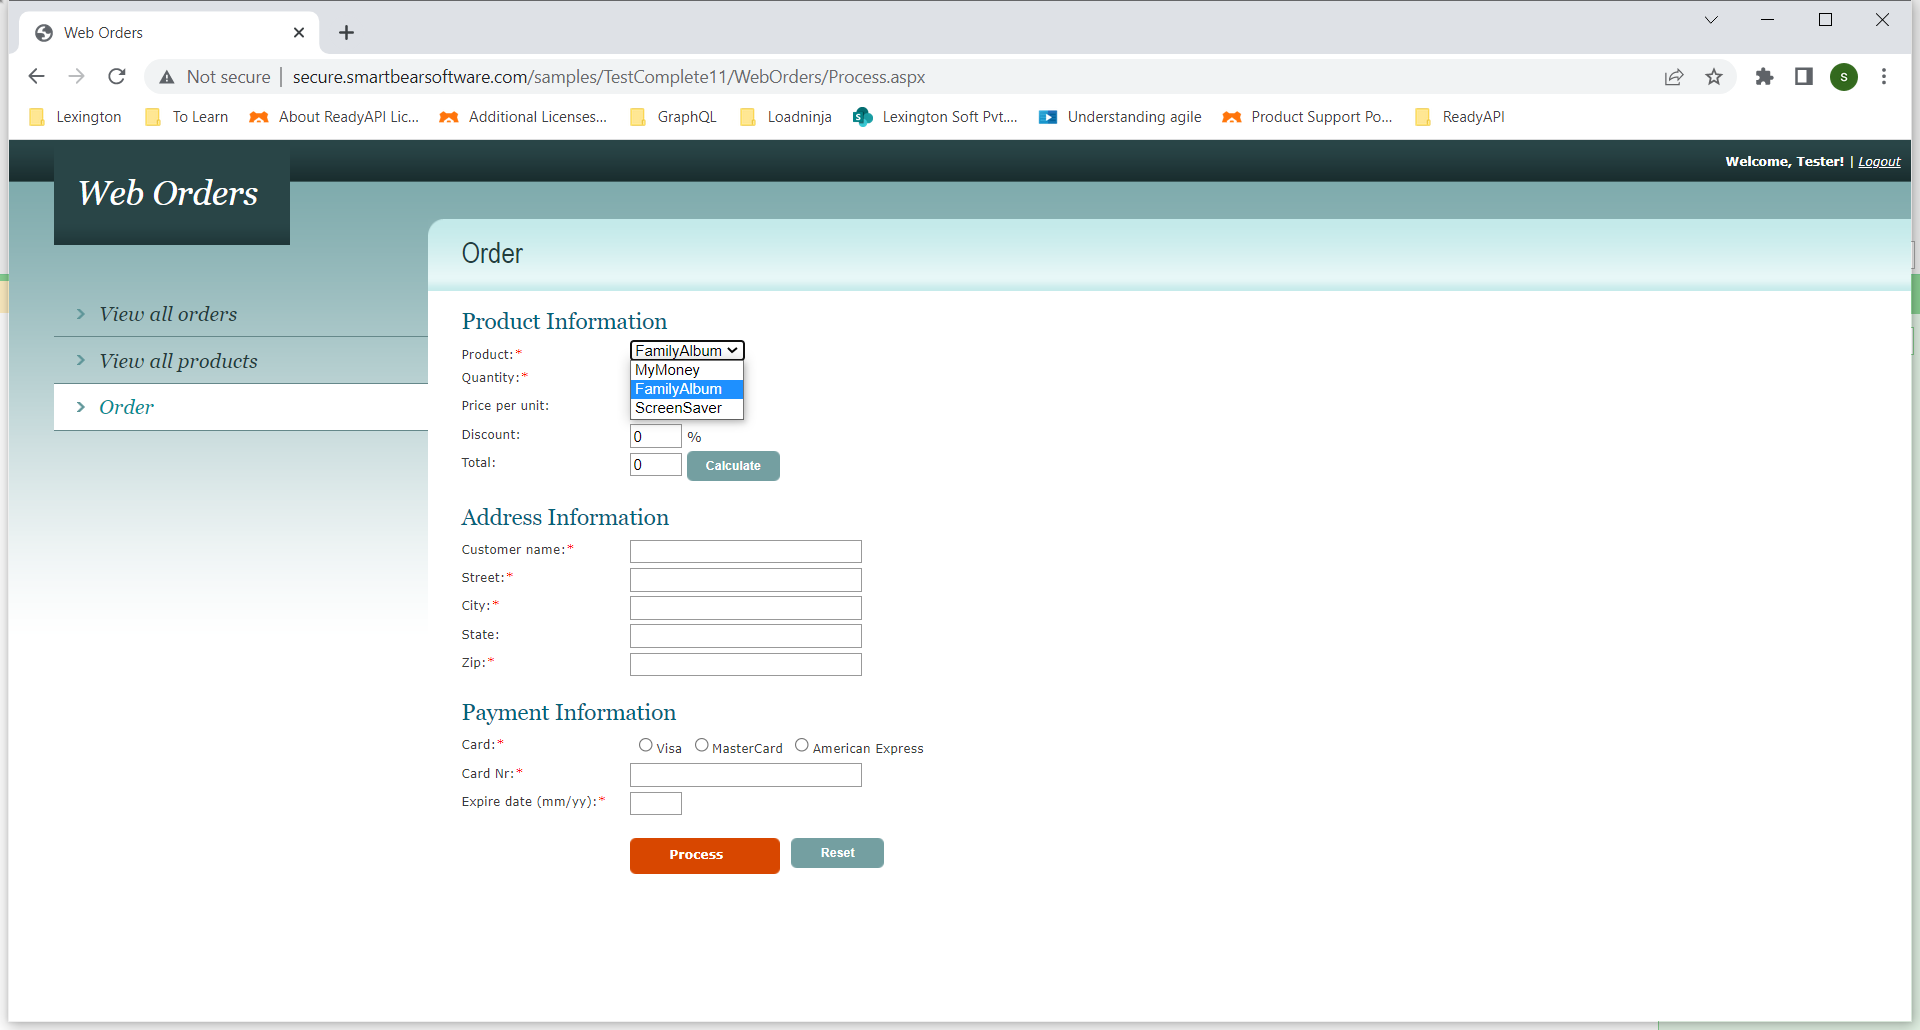 Web Orders
Not secure | secure.smartbearsoftware.com/samples/TestComplete11/WebOrders/Process.aspx
S
Lexington To Learn About ReadyAPI Lic... Additional Licenses... GraphQL Loadninja Lexington Soft Pvt.... Understanding agile Product Support Po... ReadyAPI
Welcome, Tester! | Logout
Web Orders
View all orders
View all products
Order
Order
Product Information
Product:* FamilyAlbum
MyMoney
FamilyAlbum
ScreenSaver
Quantity:*
Price per unit:
Discount: 0 %
Total: 0 Calculate
Address Information
Customer name:*
Street:*
City:*
State:
Zip:*
Payment Information
Card:* Visa MasterCard American Express
Card Nr:*
Expire date (mm/yy):*
Process Reset